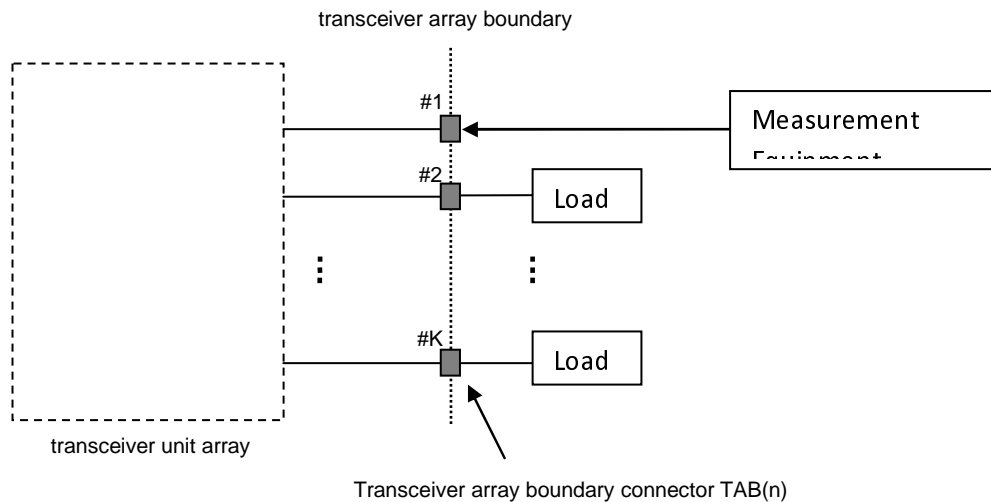 transceiver array boundary
#1
Measurement
#2
Load
⋮ ⋮
#K
Load
transceiver unit array
Transceiver array boundary connector TAB(n)